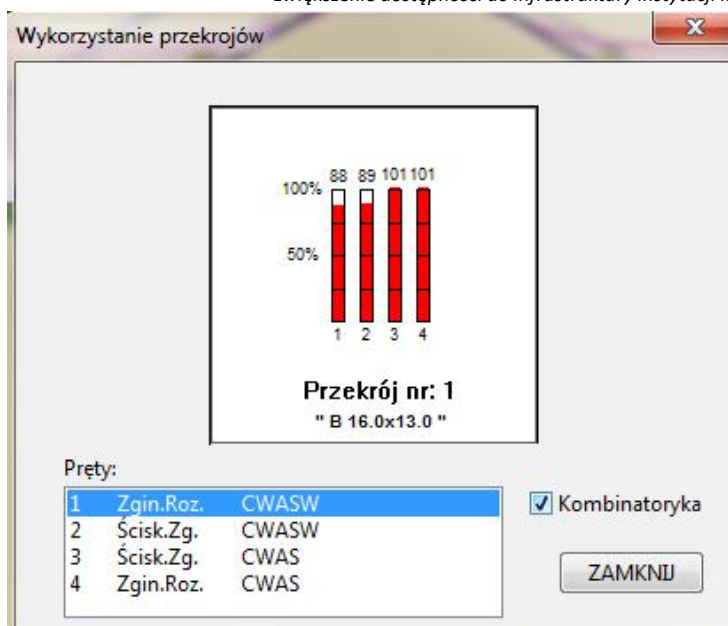 Wykorzystanie przekrojów
88 89 101 101
100%
50%
1 2 3 4
Przekrój nr: 1
" B 16.0x13.0 "
Pręty:
1 Zgin.Roz. CWASW
2 Ścisk.Zg. CWASW
3 Ścisk.Zg. CWAS
4 Zgin.Roz. CWAS
Kombinatoryka
ZAMKNIJ